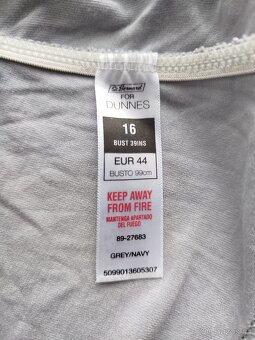 St Bernard
FOR
DUNNES
16
BUST 39INS
EUR 44
BUSTO 99cm
KEEP AWAY
FROM FIRE
MANTENGA APARTADO
DEL FUEGO
89-27683
GREY/NAVY
5099013605307